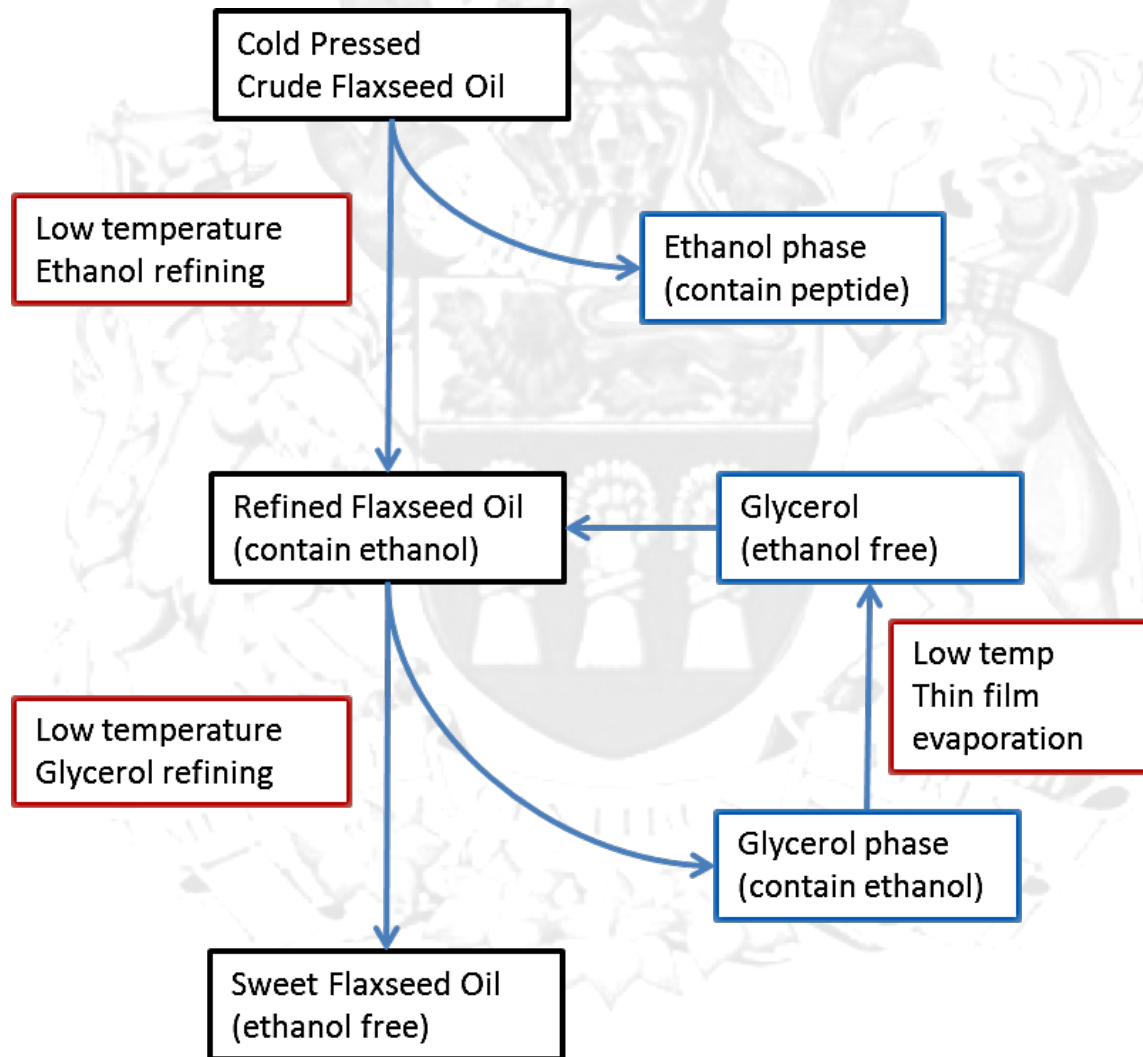 Cold Pressed
Crude Flaxseed Oil
Low temperature
Ethanol refining
Ethanol phase
(contain peptide)
Refined Flaxseed Oil
(contain ethanol)
Glycerol
(ethanol free)
Low temp
Thin film
evaporation
Low temperature
Glycerol refining
Glycerol phase
(contain ethanol)
Sweet Flaxseed Oil
(ethanol free)